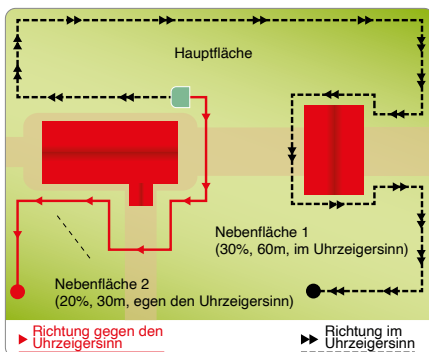 Hauptfläche
Nebenfläche 1
(30%, 60m, im Uhrzeigersinn)
Nebenfläche 2
(20%, 30m, egen den Uhrzeigersinn)
Richtung gegen den
Uhrzeigersinn
Richtung im
Uhrzeigersinn